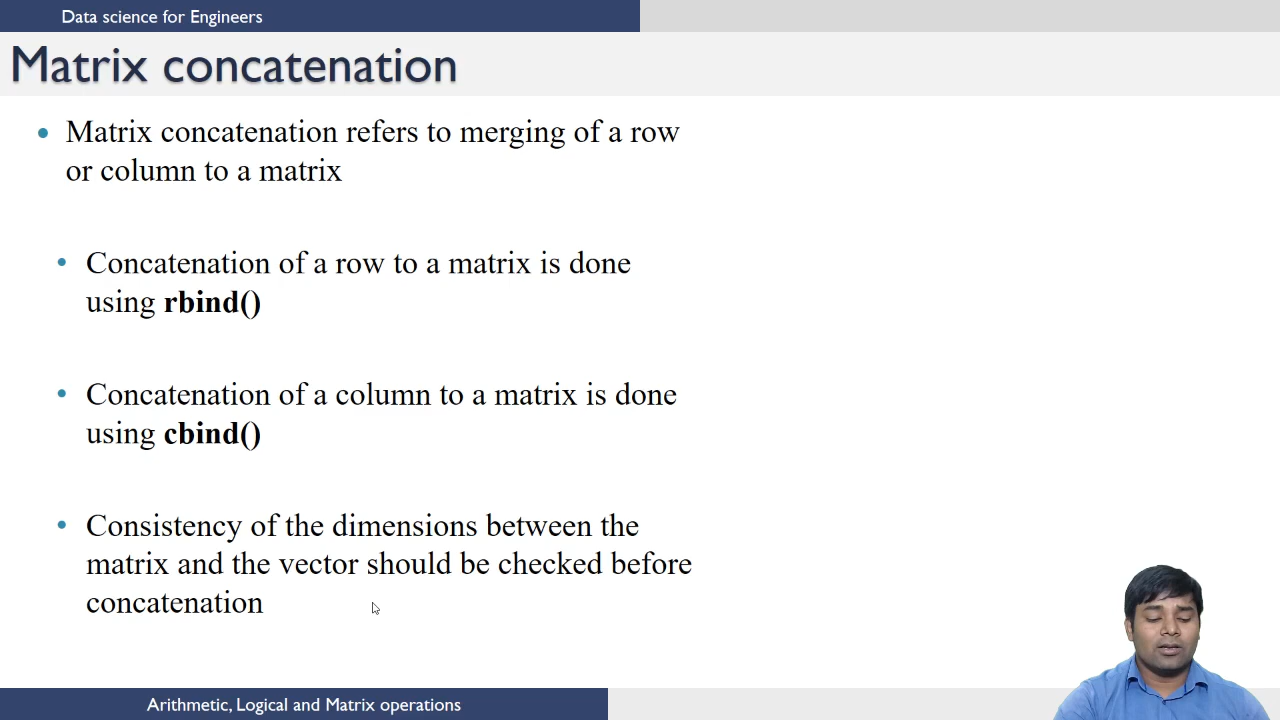 Data science for Engineers
Matrix concatenation
• Matrix concatenation refers to merging of a row
or column to a matrix
• Concatenation of a row to a matrix is done
using rbind()
• Concatenation of a column to a matrix is done
using cbind()
• Consistency of the dimensions between the
matrix and the vector should be checked before
concatenation
Arithmetic, Logical and Matrix operations